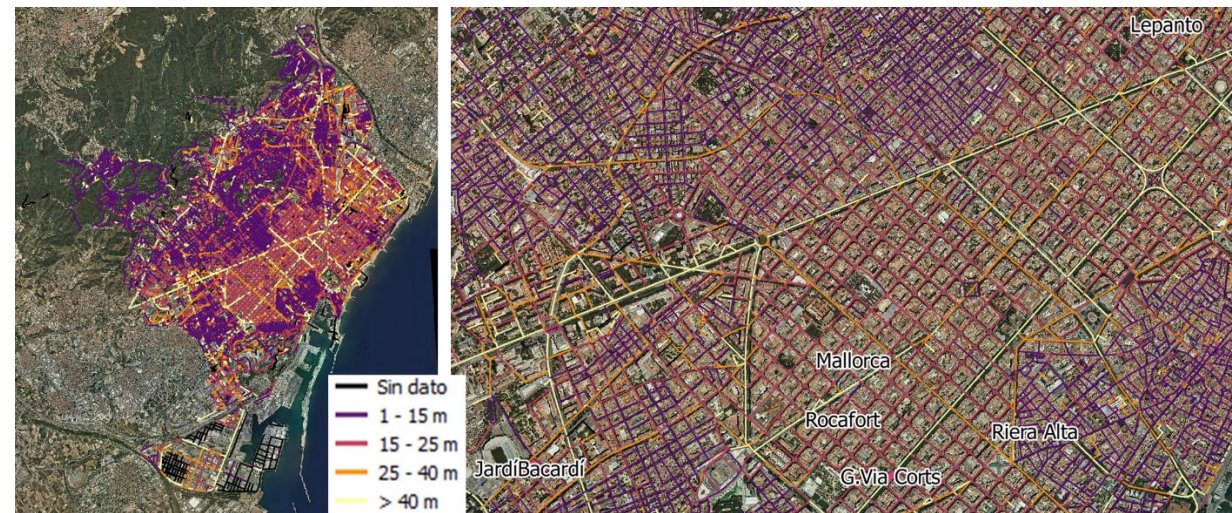 Sin dato
1 - 15 m
15 - 25 m
25 - 40 m
> 40 m
Lepanto
Mallorca
Rocafort
Riera Alta
JardíBacardí
G.Via Corts